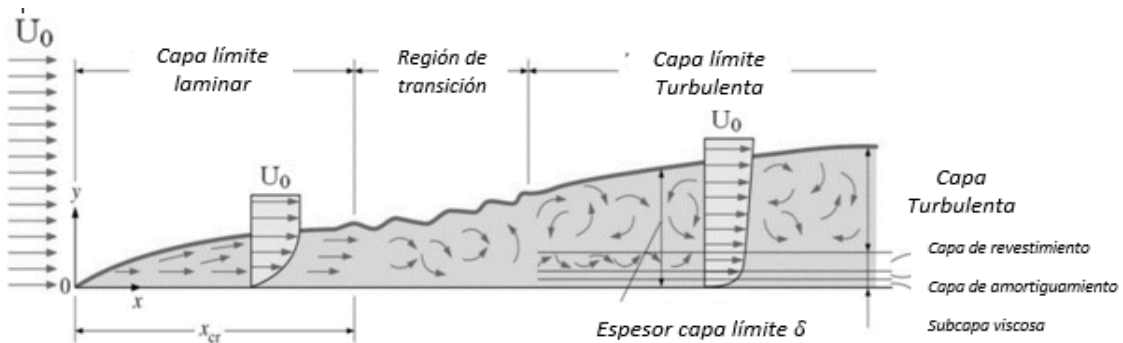 U₀
Capa límite
laminar
Región de
transición
Capa límite
Turbulenta
U₀
U₀
y
Capa
Turbulenta
Capa de revestimiento
0
x
Capa de amortiguamiento
x_cr
Espesor capa límite δ
Subcapa viscosa